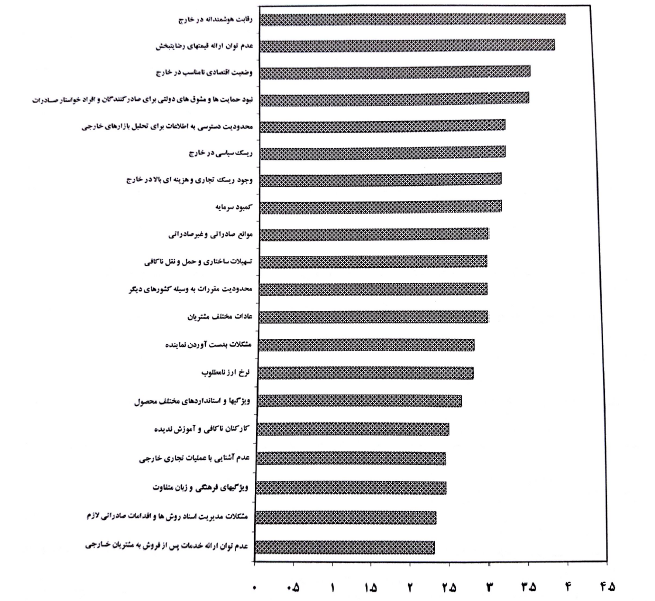 رقابت هوشمندانه در خارج
عدم توان ارائه قیمتهای رضایتبخش
وضعیت اقتصادی نامناسب در خارج
نبود حمایت ها و مشوق های دولتی برای صادرکنندگان و افراد خواستار صادرات
محدودیت دسترسی به اطلاعات برای تحلیل بازارهای خارجی
ریسک سیاسی در خارج
وجود ریسک تجاری و هزینه ای بالا در خارج
کمبود سرمایه
موانع صادراتی و غیرصادراتی
تسهیلات ساختاری و حمل و نقل ناکافی
محدودیت مقررات به وسیله کشورهای دیگر
عادات مختلف مشتریان
مشکلات بدست آوردن نماینده
نرخ ارز نامطلوب
ویژگیها و استانداردهای مختلف محصول
کارکنان ناکافی و آموزش ندیده
عدم آشنایی با عملیات تجاری خارجی
ویژگیهای فرهنگی و زبان متفاوت
مشکلات مدیریت اسناد روش ها و اقدامات صادراتی لازم
عدم توان ارائه خدمات پس از فروش به مشتریان خارجی
۰ ۰.۵ ۱ ۱.۵ ۲ ۲.۵ ۳ ۳.۵ ۴ ۴.۵